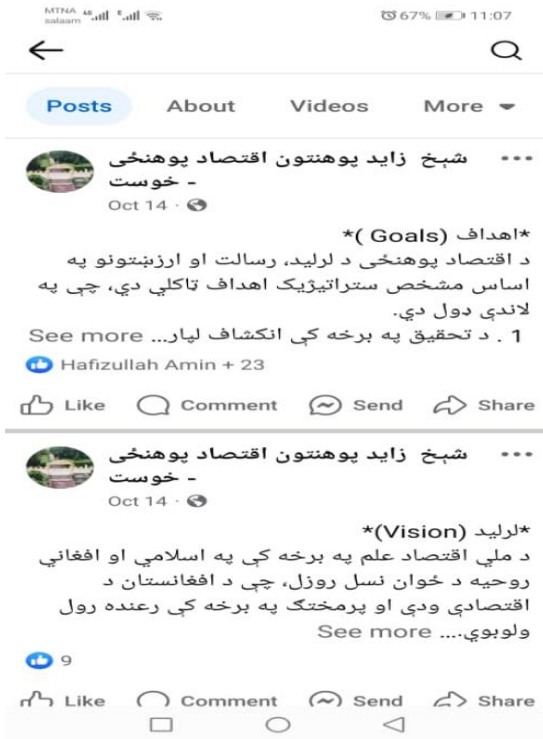 MTNA
salaam
67% 11:07
Posts About Videos More
شېخ زاید پوهنتون اقتصاد پوهنځی
- خوست
Oct 14 ·
*اهداف (Goals )*
د اقتصاد پوهنځی د لرلید، رسالت او ارزښتونو په
اساس مشخص ستراتیژیک اهداف ټاکلي دي، چې په
لاندې ډول دي.
1 . د تحقیق په برخه کې انکشاف لپار... See more
Hafizullah Amin + 23
Like Comment Send Share
شېخ زاید پوهنتون اقتصاد پوهنځی
- خوست
Oct 14 ·
*لرلید (Vision)*
د ملي اقتصاد علم په برخه کې په اسلامي او افغاني
روحیه د ځوان نسل روزل، چې د افغانستان د
اقتصادي ودې او پرمختګ په برخه کې رغنده رول
ولوبوي.... See more
9
Like Comment Send Share